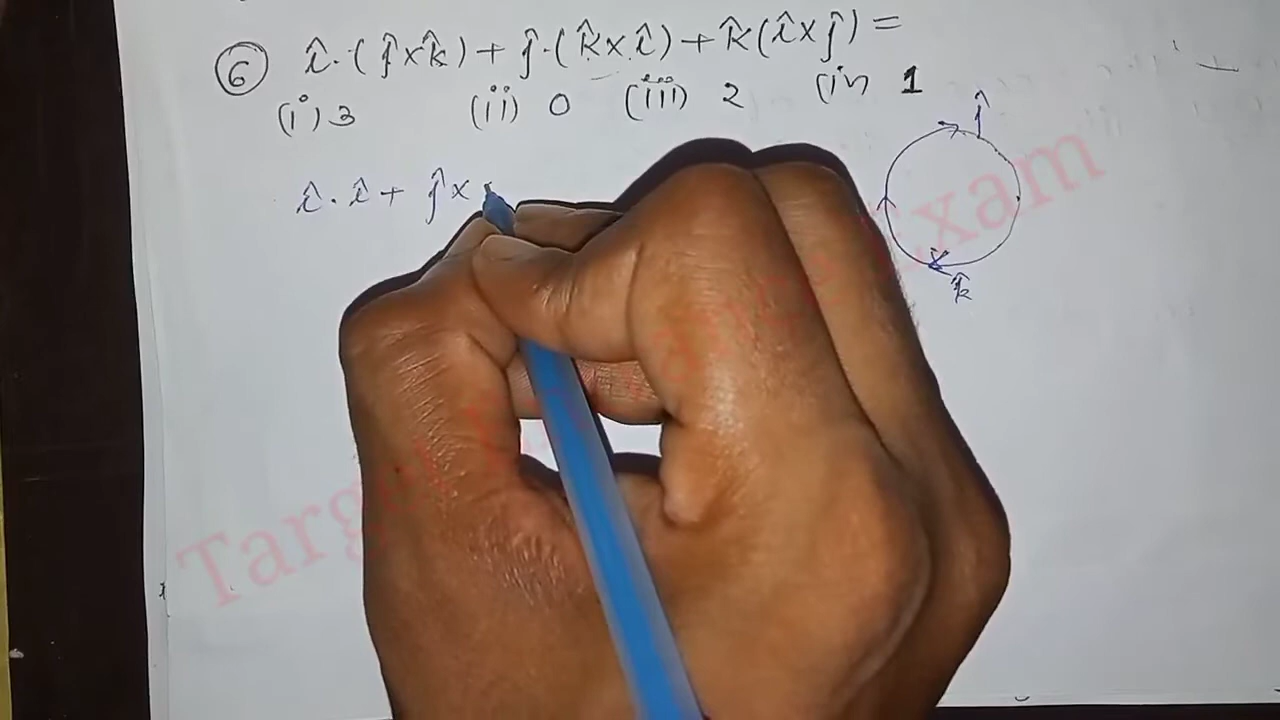 6 î·(ĵ×k̂)+ĵ·(k̂×î)+k̂(î×ĵ)=
(i) 3 (ii) 0 (iii) 2 (iv) 1
î·î+ ĵ×
ĵ
k̂